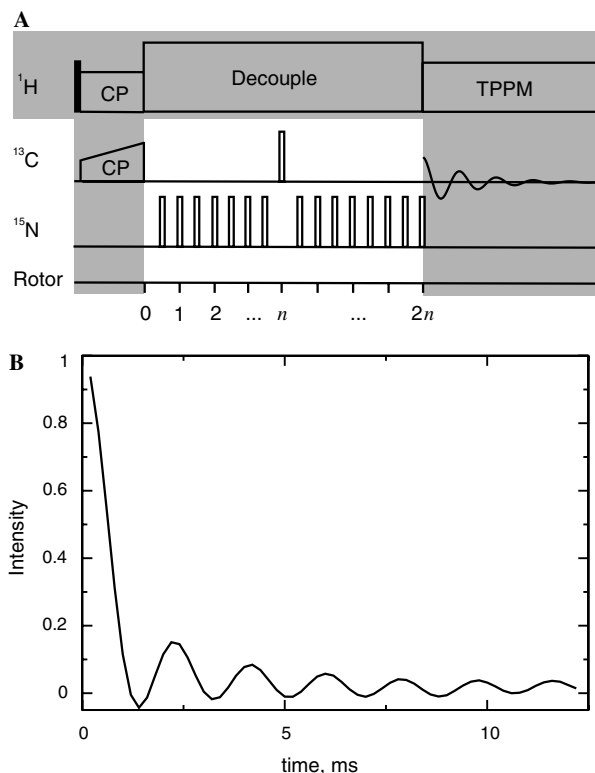 A
¹H
CP
Decouple
TPPM
¹³C
CP
¹⁵N
Rotor
0 1 2 ... n ... 2n
B
Intensity
1
0.8
0.6
0.4
0.2
0
0 5 10
time, ms